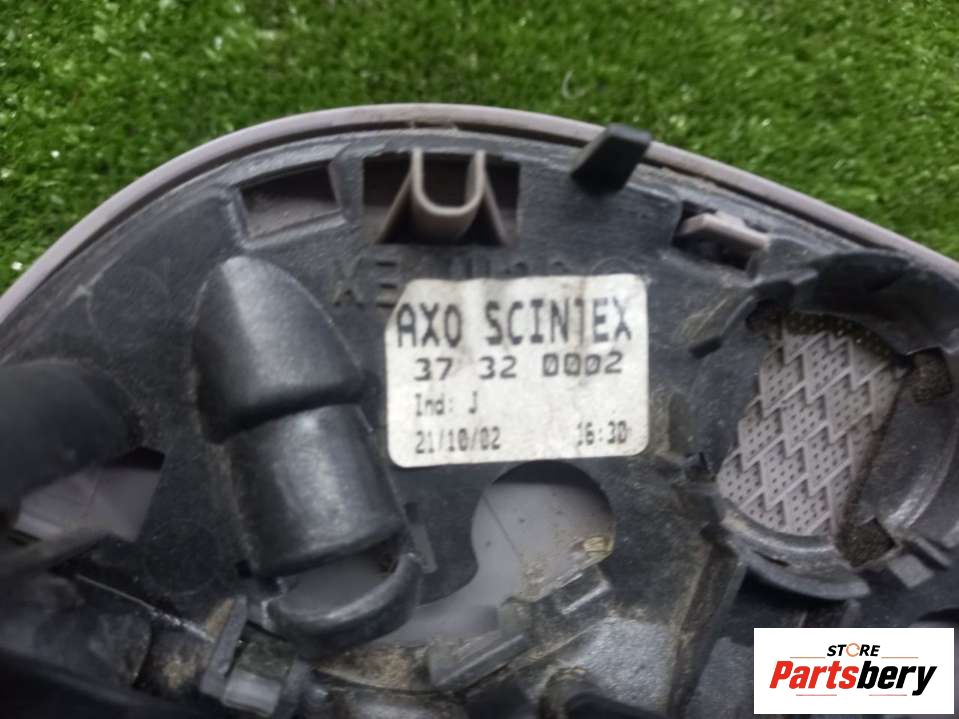 AXO SCINTEX
37 32 0002
Ind: J
21/10/02 16:30
STORE
Partsbery